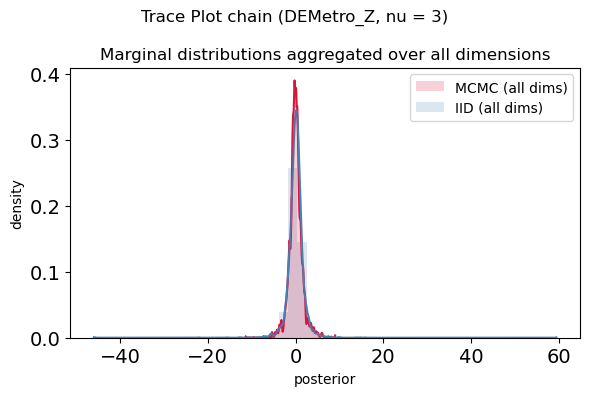 Trace Plot chain (DEMetro_Z, nu = 3)
Marginal distributions aggregated over all dimensions
MCMC (all dims)
IID (all dims)
density
0.4
0.3
0.2
0.1
0.0
−40 −20 0 20 40 60
posterior